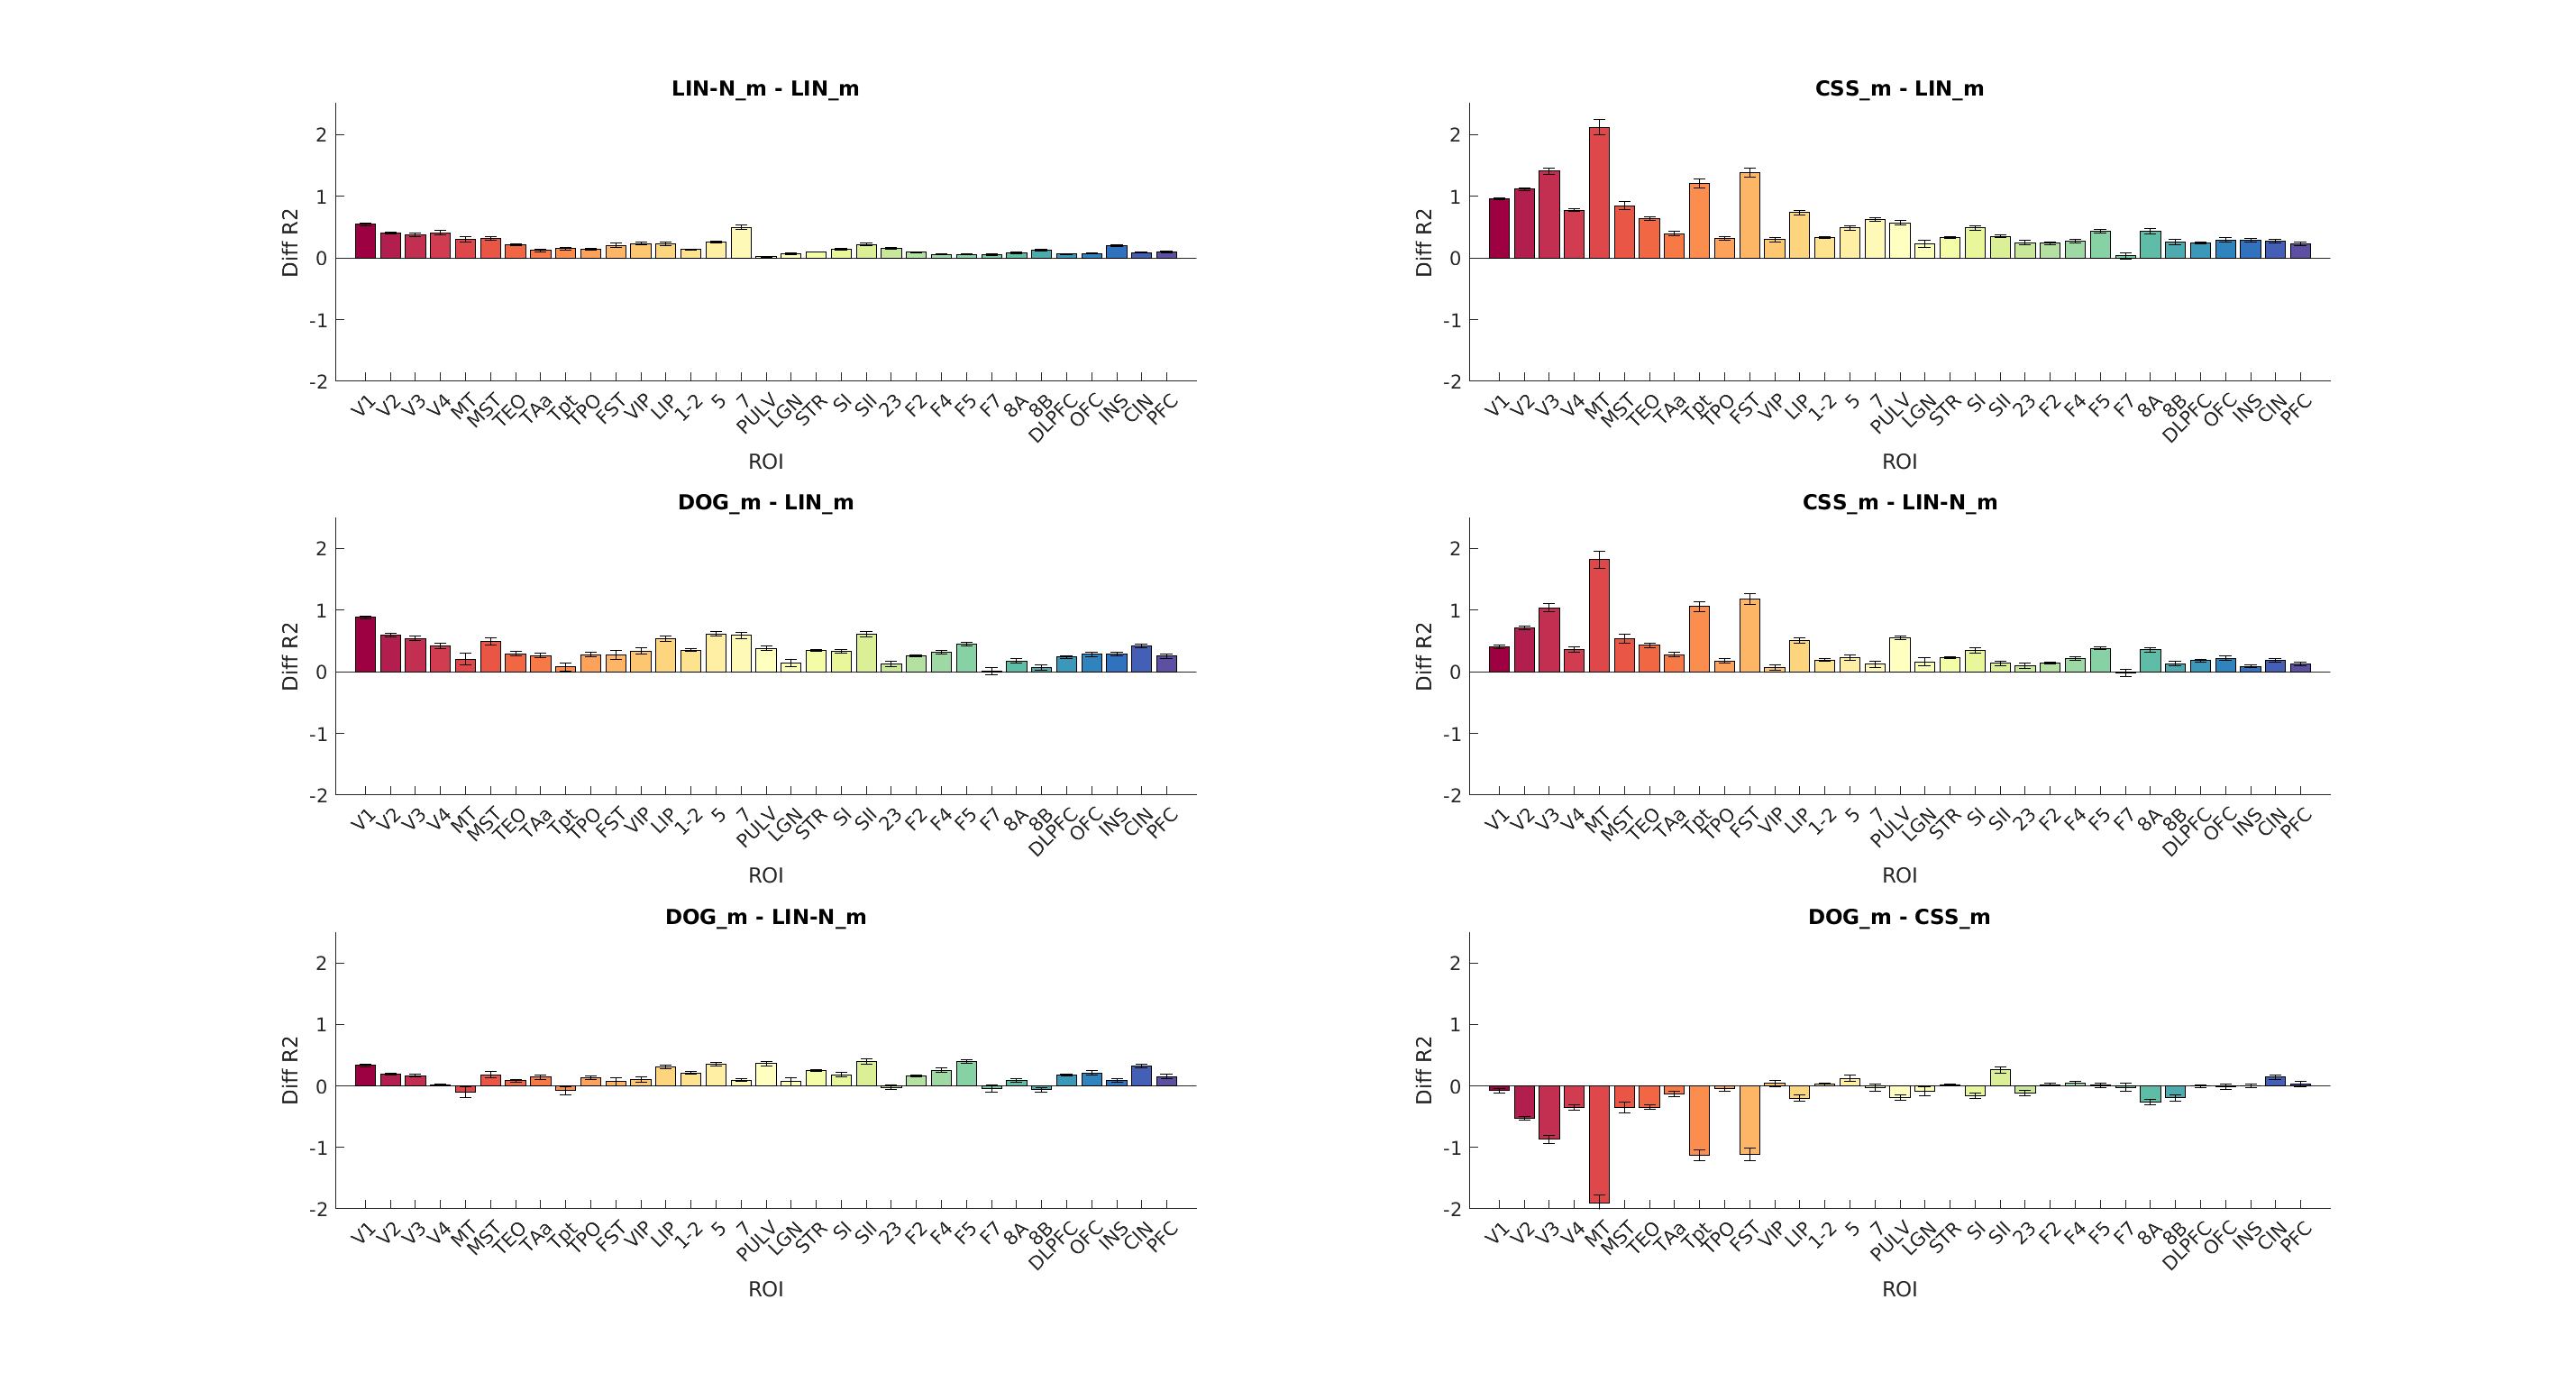 LIN-N_m - LIN_m
Diff R2
2
1
0
-1
-2
V1 V2 V3 V4 MT MST TEO TAa Tpt TPO FST VIP LIP 1-2 5 7 PULV LGN STR SI SII 23 F2 F4 F5 F7 8A 8B DLPFC OFC INS CIN PFC
ROI
CSS_m - LIN_m
Diff R2
2
1
0
-1
-2
V1 V2 V3 V4 MT MST TEO TAa Tpt TPO FST VIP LIP 1-2 5 7 PULV LGN STR SI SII 23 F2 F4 F5 F7 8A 8B DLPFC OFC INS CIN PFC
ROI
DOG_m - LIN_m
Diff R2
2
1
0
-1
-2
V1 V2 V3 V4 MT MST TEO TAa Tpt TPO FST VIP LIP 1-2 5 7 PULV LGN STR SI SII 23 F2 F4 F5 F7 8A 8B DLPFC OFC INS CIN PFC
ROI
CSS_m - LIN-N_m
Diff R2
2
1
0
-1
-2
V1 V2 V3 V4 MT MST TEO TAa Tpt TPO FST VIP LIP 1-2 5 7 PULV LGN STR SI SII 23 F2 F4 F5 F7 8A 8B DLPFC OFC INS CIN PFC
ROI
DOG_m - LIN-N_m
Diff R2
2
1
0
-1
-2
V1 V2 V3 V4 MT MST TEO TAa Tpt TPO FST VIP LIP 1-2 5 7 PULV LGN STR SI SII 23 F2 F4 F5 F7 8A 8B DLPFC OFC INS CIN PFC
ROI
DOG_m - CSS_m
Diff R2
2
1
0
-1
-2
V1 V2 V3 V4 MT MST TEO TAa Tpt TPO FST VIP LIP 1-2 5 7 PULV LGN STR SI SII 23 F2 F4 F5 F7 8A 8B DLPFC OFC INS CIN PFC
ROI